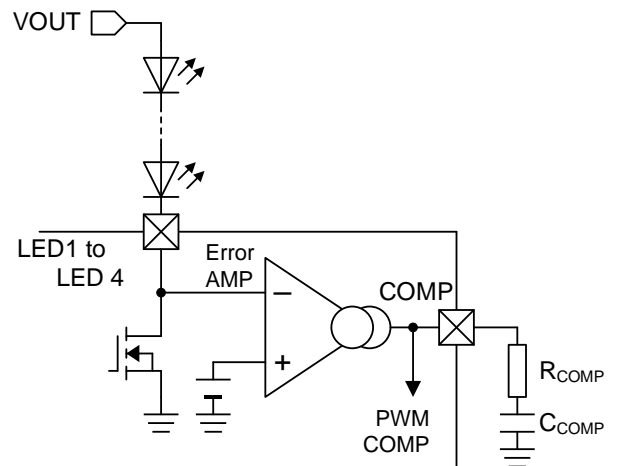 VOUT
LED1 to
LED 4
Error
AMP
−
+
COMP
PWM
COMP
RCOMP
CCOMP